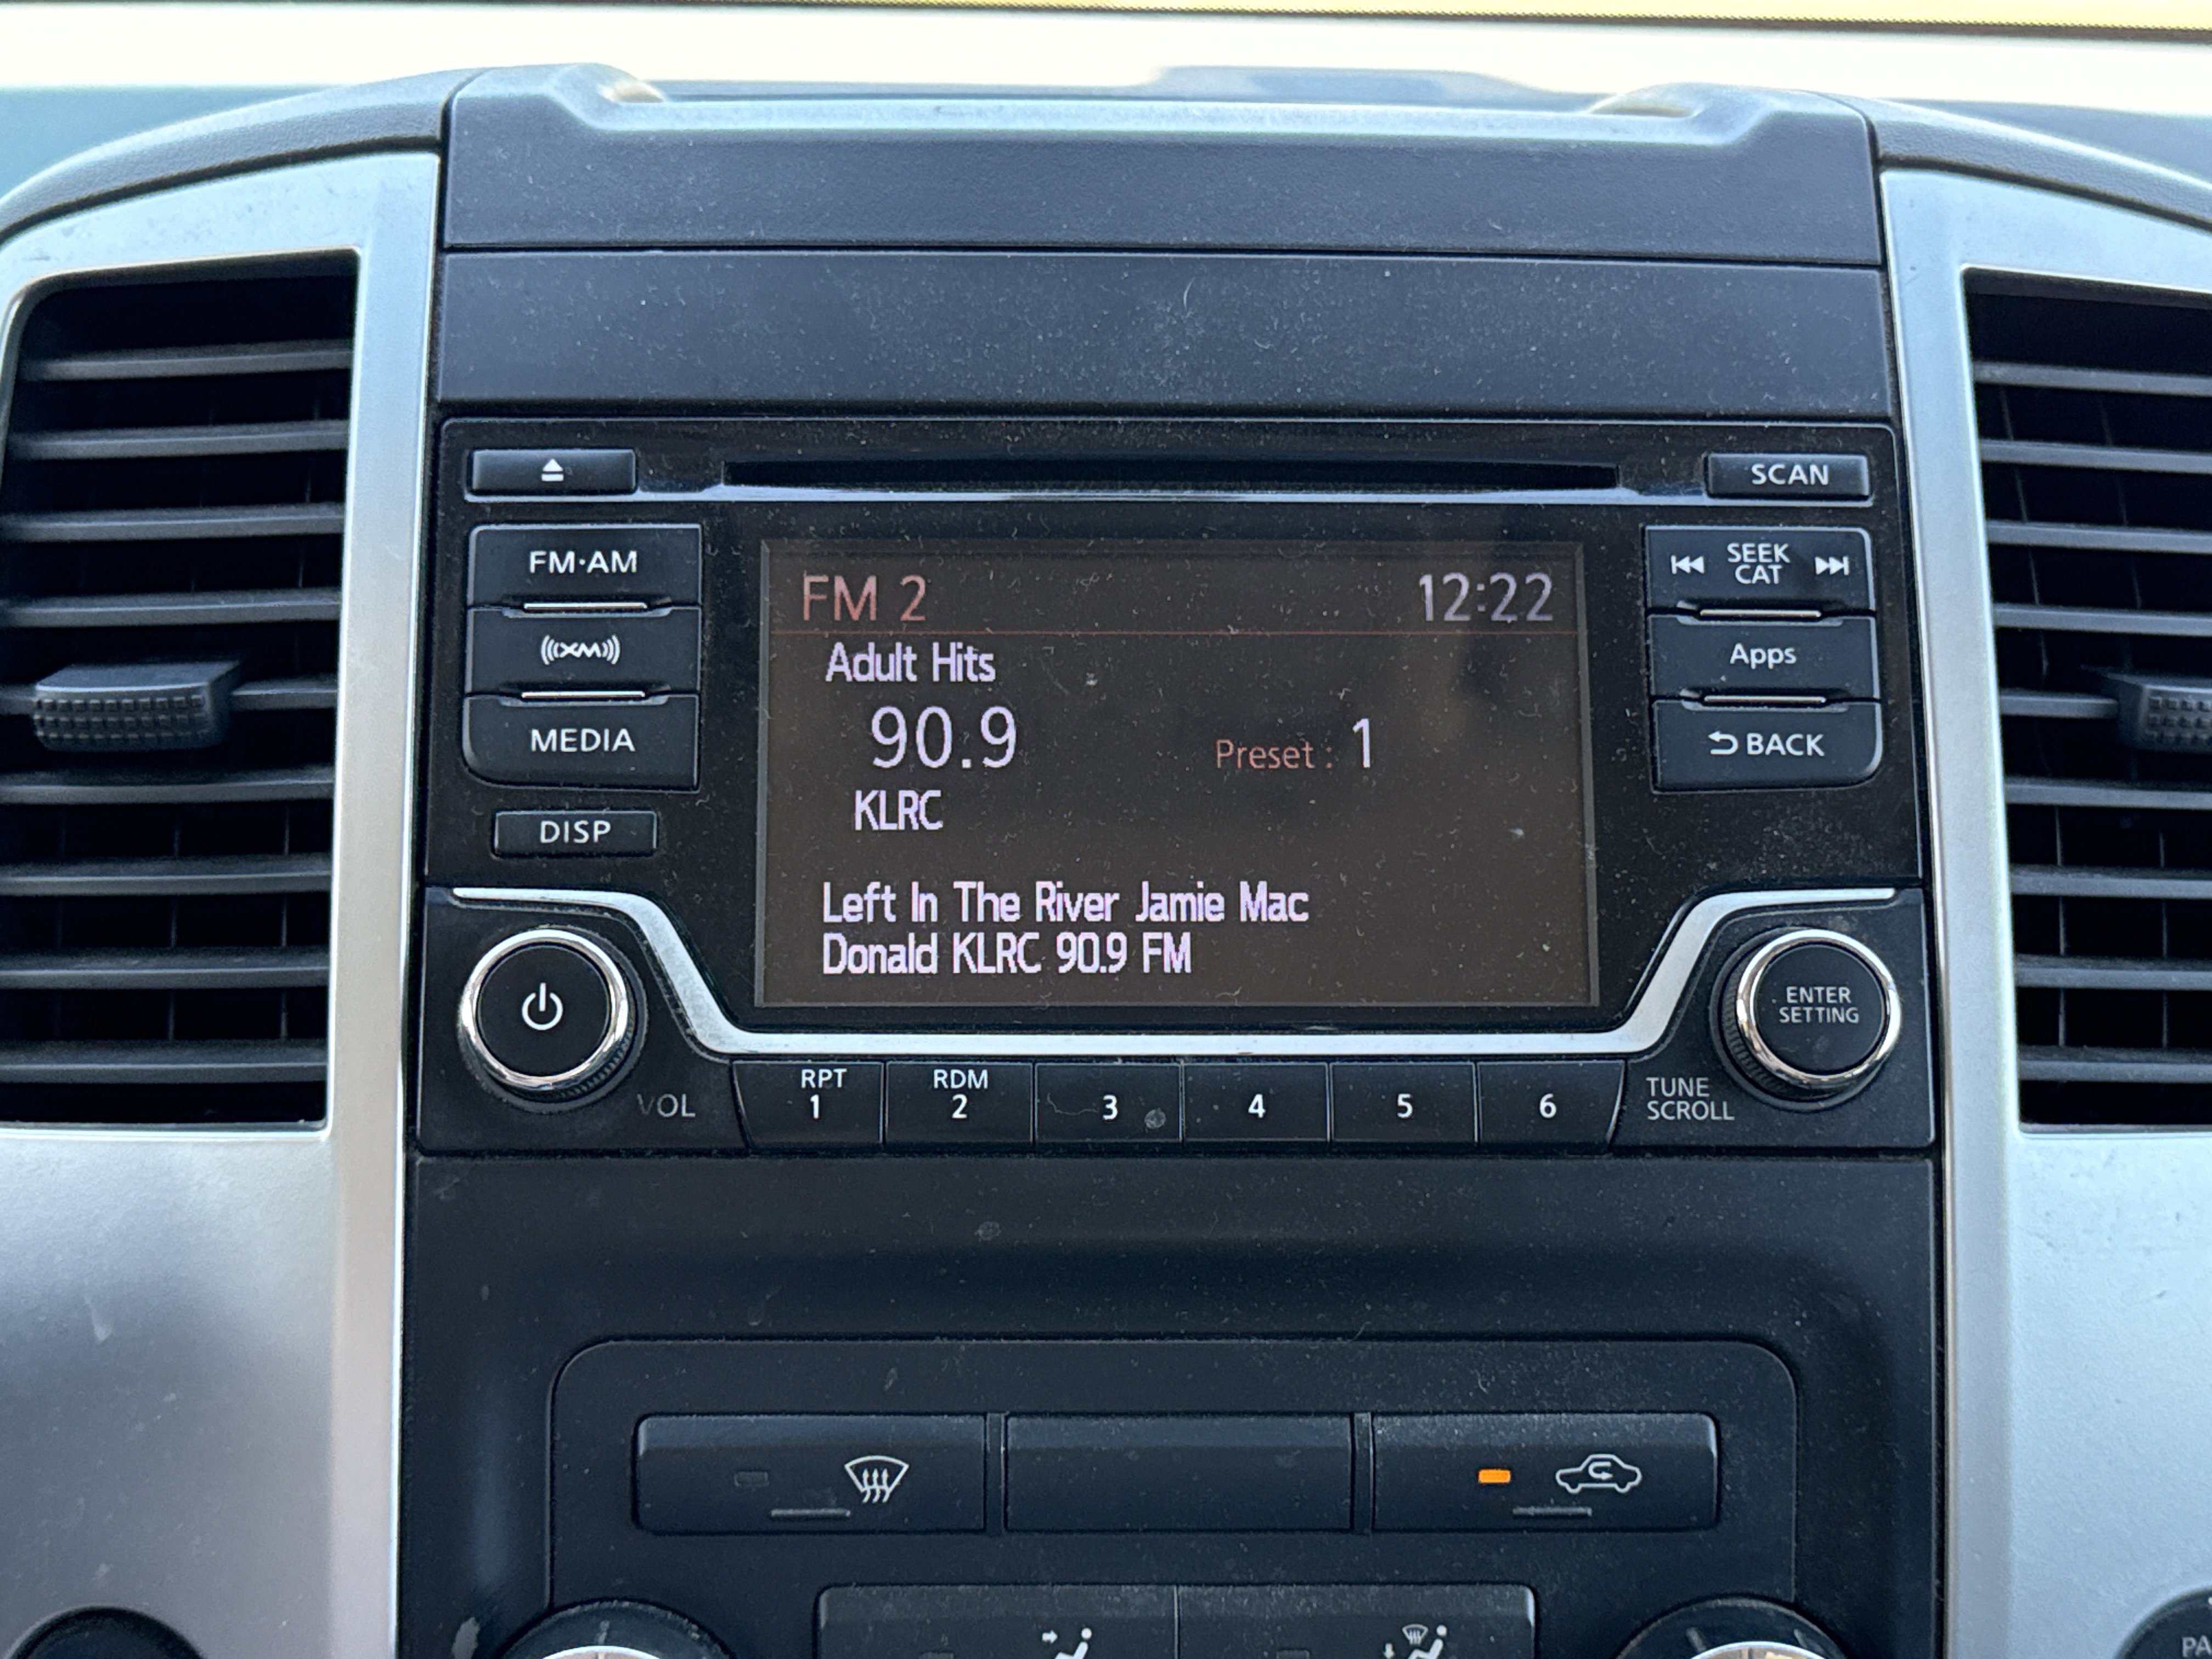 SCAN
FM·AM
SEEK
CAT
XM
Apps
MEDIA
BACK
DISP
FM 2 12:22
Adult Hits
90.9 Preset : 1
KLRC
Left In The River Jamie Mac
Donald KLRC 90.9 FM
ENTER
SETTING
VOL
RPT
1
RDM
2
3
4
5
6
TUNE
SCROLL